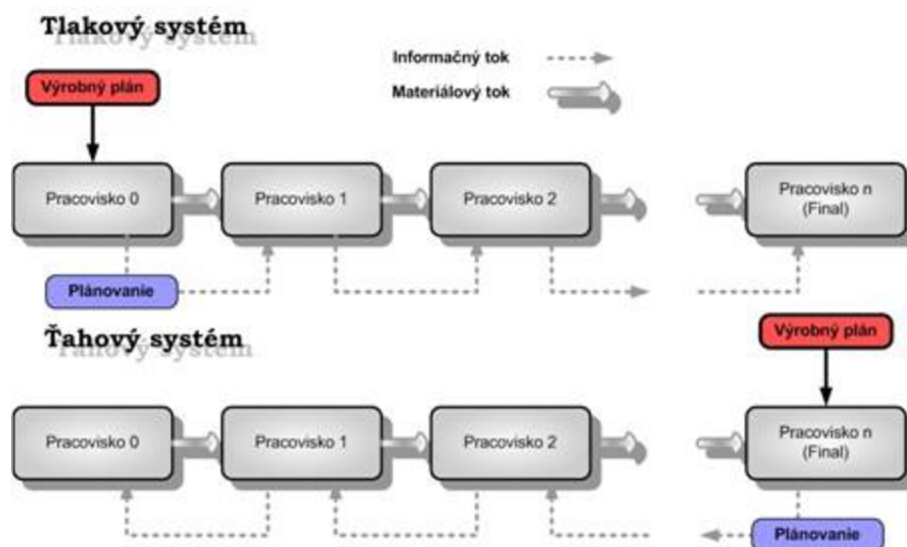 Tlakový systém
Informačný tok
Materiálový tok
Výrobný plán
Pracovisko 0
Pracovisko 1
Pracovisko 2
Pracovisko n
(Final)
Plánovanie
Ťahový systém
Výrobný plán
Pracovisko 0
Pracovisko 1
Pracovisko 2
Pracovisko n
(Final)
Plánovanie